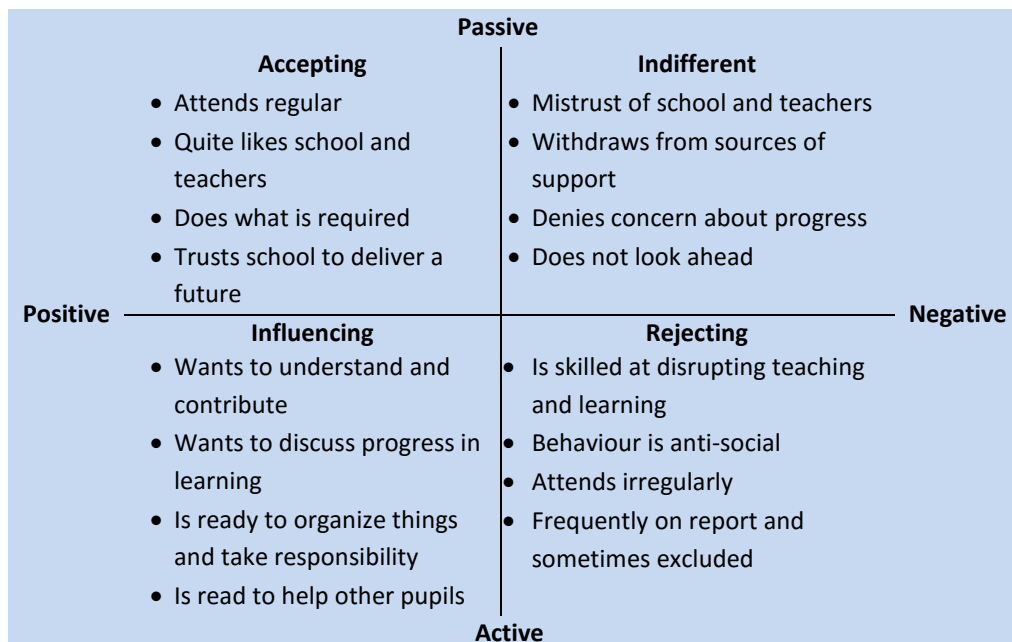 Passive
Accepting
• Attends regular
• Quite likes school and
teachers
• Does what is required
• Trusts school to deliver a
future
Indifferent
• Mistrust of school and teachers
• Withdraws from sources of
support
• Denies concern about progress
• Does not look ahead
Positive
Negative
Influencing
• Wants to understand and
contribute
• Wants to discuss progress in
learning
• Is ready to organize things
and take responsibility
• Is read to help other pupils
Rejecting
• Is skilled at disrupting teaching
and learning
• Behaviour is anti-social
• Attends irregularly
• Frequently on report and
sometimes excluded
Active